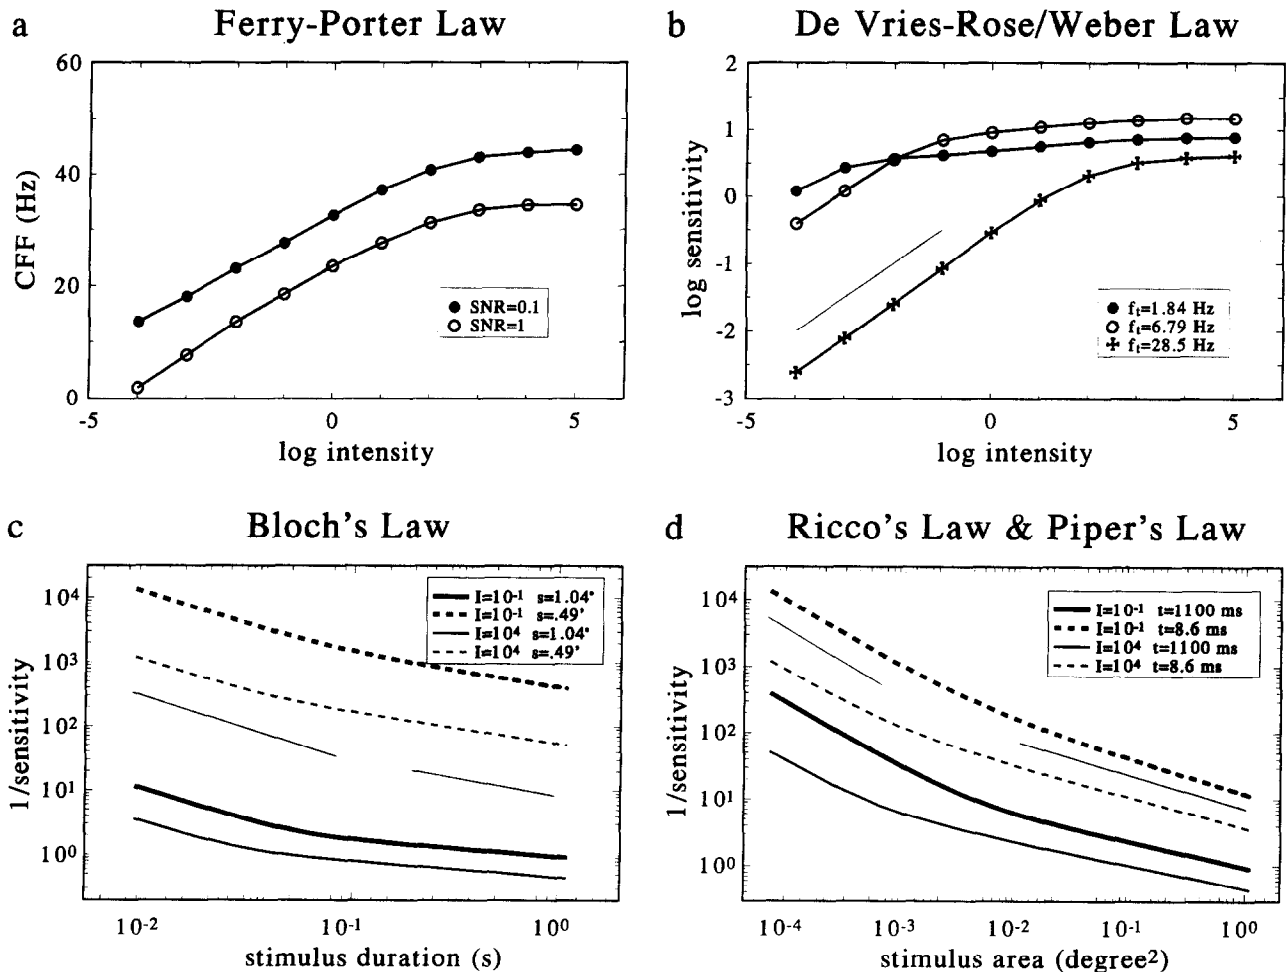 a Ferry-Porter Law
60
40
20
0
CFF (Hz)
-5 0 5
log intensity
SNR=0.1
SNR=1
b De Vries-Rose/Weber Law
2
1
0
-1
-2
-3
log sensitivity
-5 0 5
log intensity
fₜ=1.84 Hz
fₜ=6.79 Hz
fₜ=28.5 Hz
c Bloch's Law
10⁴
10³
10²
10¹
10⁰
1/sensitivity
10⁻² 10⁻¹ 10⁰
stimulus duration (s)
I=10⁻¹ s=1.04°
I=10⁻¹ s=.49'
I=10⁴ s=1.04°
I=10⁴ s=.49'
d Ricco's Law & Piper's Law
10⁴
10³
10²
10¹
10⁰
1/sensitivity
10⁻⁴ 10⁻³ 10⁻² 10⁻¹ 10⁰
stimulus area (degree²)
I=10⁻¹ t=1100 ms
I=10⁻¹ t=8.6 ms
I=10⁴ t=1100 ms
I=10⁴ t=8.6 ms